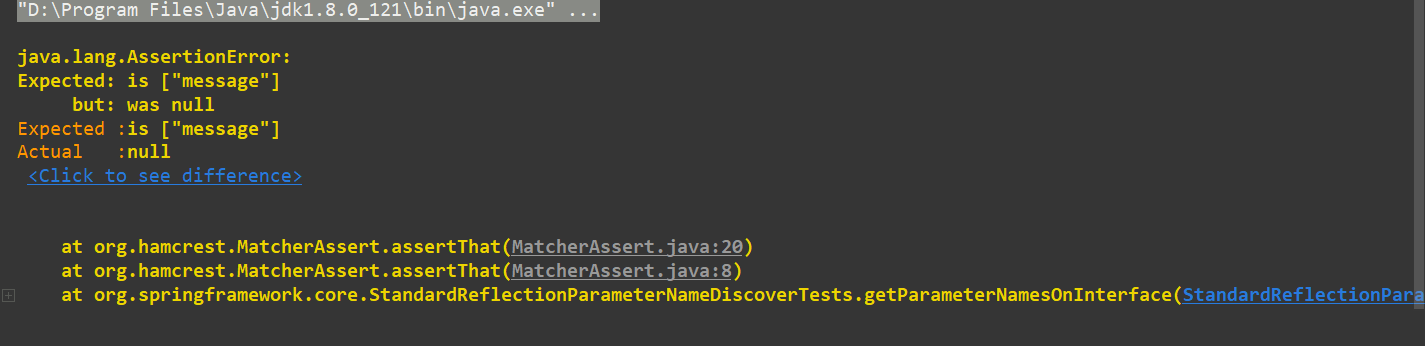 "D:\Program Files\Java\jdk1.8.0_121\bin\java.exe" ...
java.lang.AssertionError:
Expected: is ["message"]
but: was null
Expected :is ["message"]
Actual :null
<Click to see difference>
at org.hamcrest.MatcherAssert.assertThat(MatcherAssert.java:20)
at org.hamcrest.MatcherAssert.assertThat(MatcherAssert.java:8)
at org.springframework.core.StandardReflectionParameterNameDiscoverTests.getParameterNamesOnInterface(StandardReflectionPara